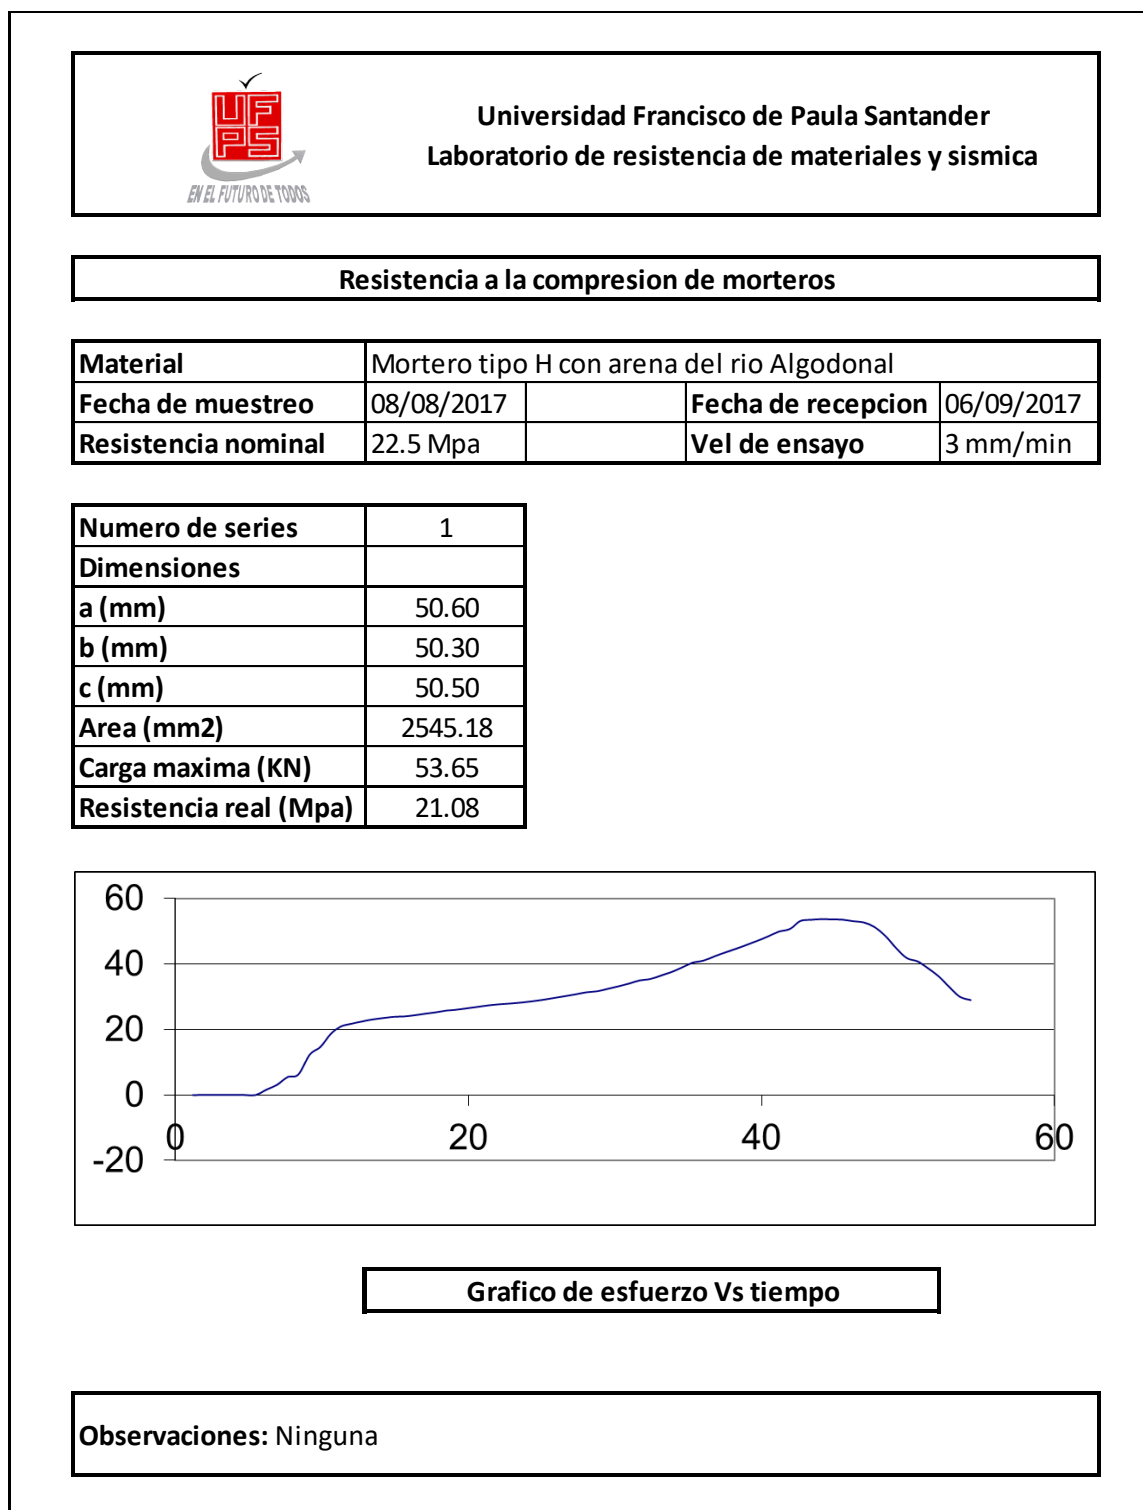 UF
PS
EN EL FUTURO DE TODOS
Universidad Francisco de Paula Santander
Laboratorio de resistencia de materiales y sismica
Resistencia a la compresion de morteros
Material Mortero tipo H con arena del rio Algodonal
Fecha de muestreo 08/08/2017 Fecha de recepcion 06/09/2017
Resistencia nominal 22.5 Mpa Vel de ensayo 3 mm/min
Numero de series 1
Dimensiones
a (mm) 50.60
b (mm) 50.30
c (mm) 50.50
Area (mm2) 2545.18
Carga maxima (KN) 53.65
Resistencia real (Mpa) 21.08
60
40
20
0
-20
0 20 40 60
Grafico de esfuerzo Vs tiempo
Observaciones: Ninguna